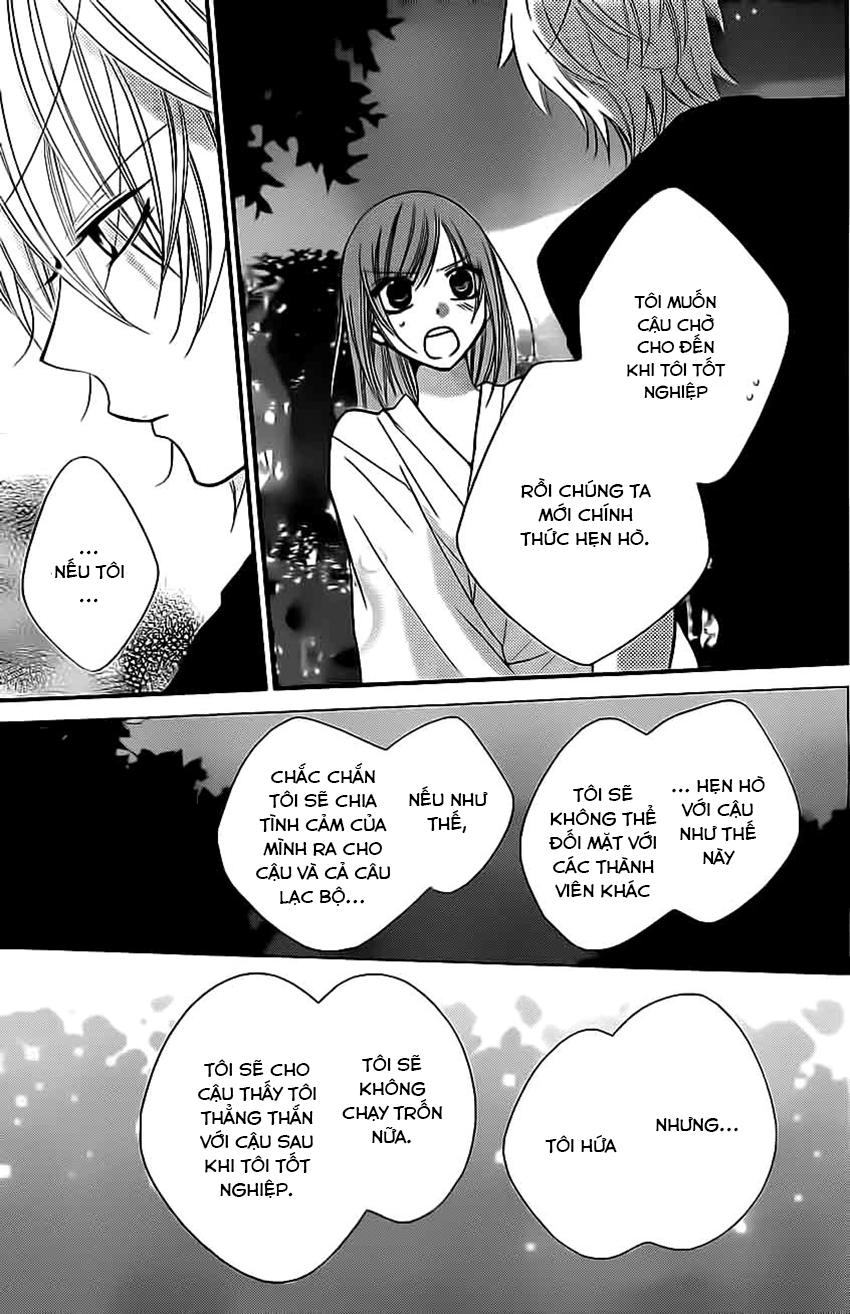 TÔI MUỐN
CẬU CHỜ
CHO ĐẾN
KHI TÔI TỐT
NGHIỆP
RỒI CHÚNG TA
MỚI CHÍNH
THỨC HẸN HÒ.
...
NẾU TÔI
...
... HẸN HÒ
VỚI CẬU
NHƯ THẾ
NÀY
TÔI SẼ
KHÔNG THỂ
ĐỐI MẶT VỚI
CÁC THÀNH
VIÊN KHÁC
NẾU NHƯ
THẾ,
CHẮC CHẮN
TÔI SẼ CHIA
TÌNH CẢM CỦA
MÌNH RA CHO
CẬU VÀ CẢ CÂU
LẠC BỘ...
NHƯNG...
TÔI HỨA
TÔI SẼ
KHÔNG
CHẠY TRỐN
NỮA.
TÔI SẼ CHO
CẬU THẤY TÔI
THẲNG THẮN
VỚI CẬU SAU
KHI TÔI TỐT
NGHIỆP.